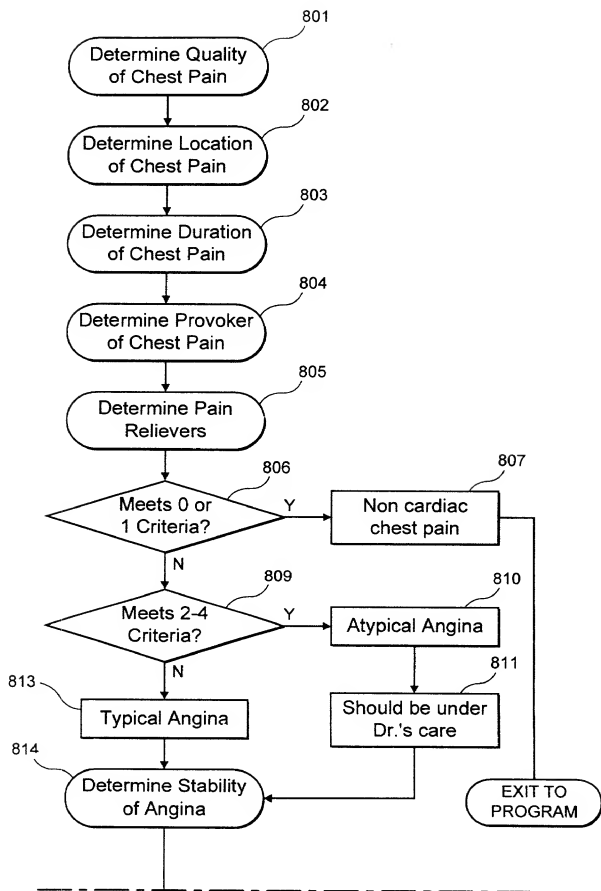 801
Determine Quality
of Chest Pain
802
Determine Location
of Chest Pain
803
Determine Duration
of Chest Pain
804
Determine Provoker
of Chest Pain
805
Determine Pain
Relievers
806
Meets 0 or
1 Criteria?
Y
807
Non cardiac
chest pain
N
809
Meets 2-4
Criteria?
Y
810
Atypical Angina
N
813
Typical Angina
811
Should be under
Dr.'s care
814
Determine Stability
of Angina
EXIT TO
PROGRAM